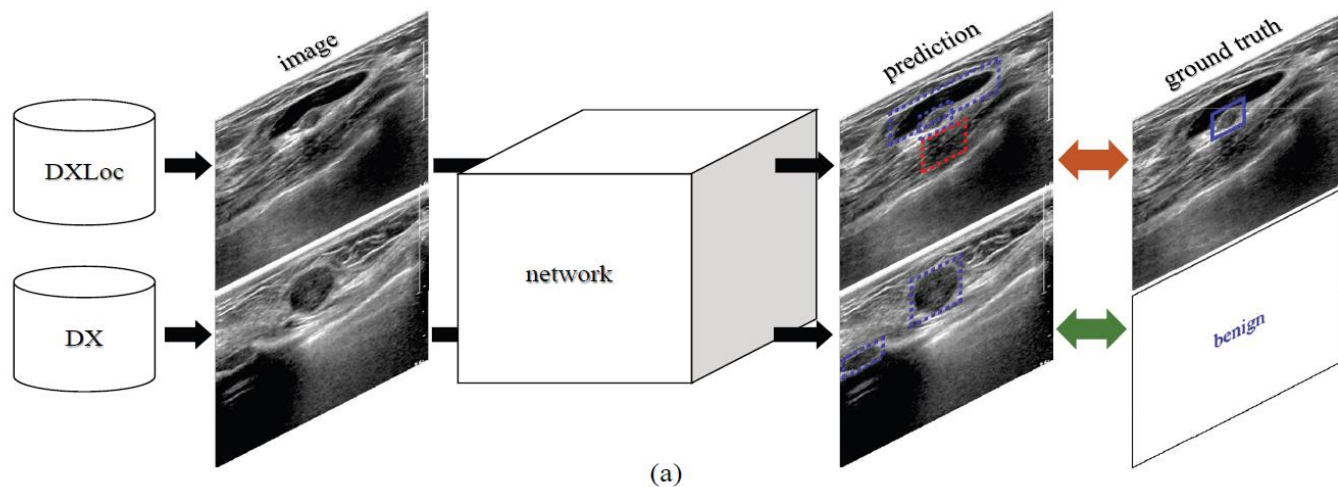 image
prediction
ground truth
DXLoc
network
DX
benign
(a)